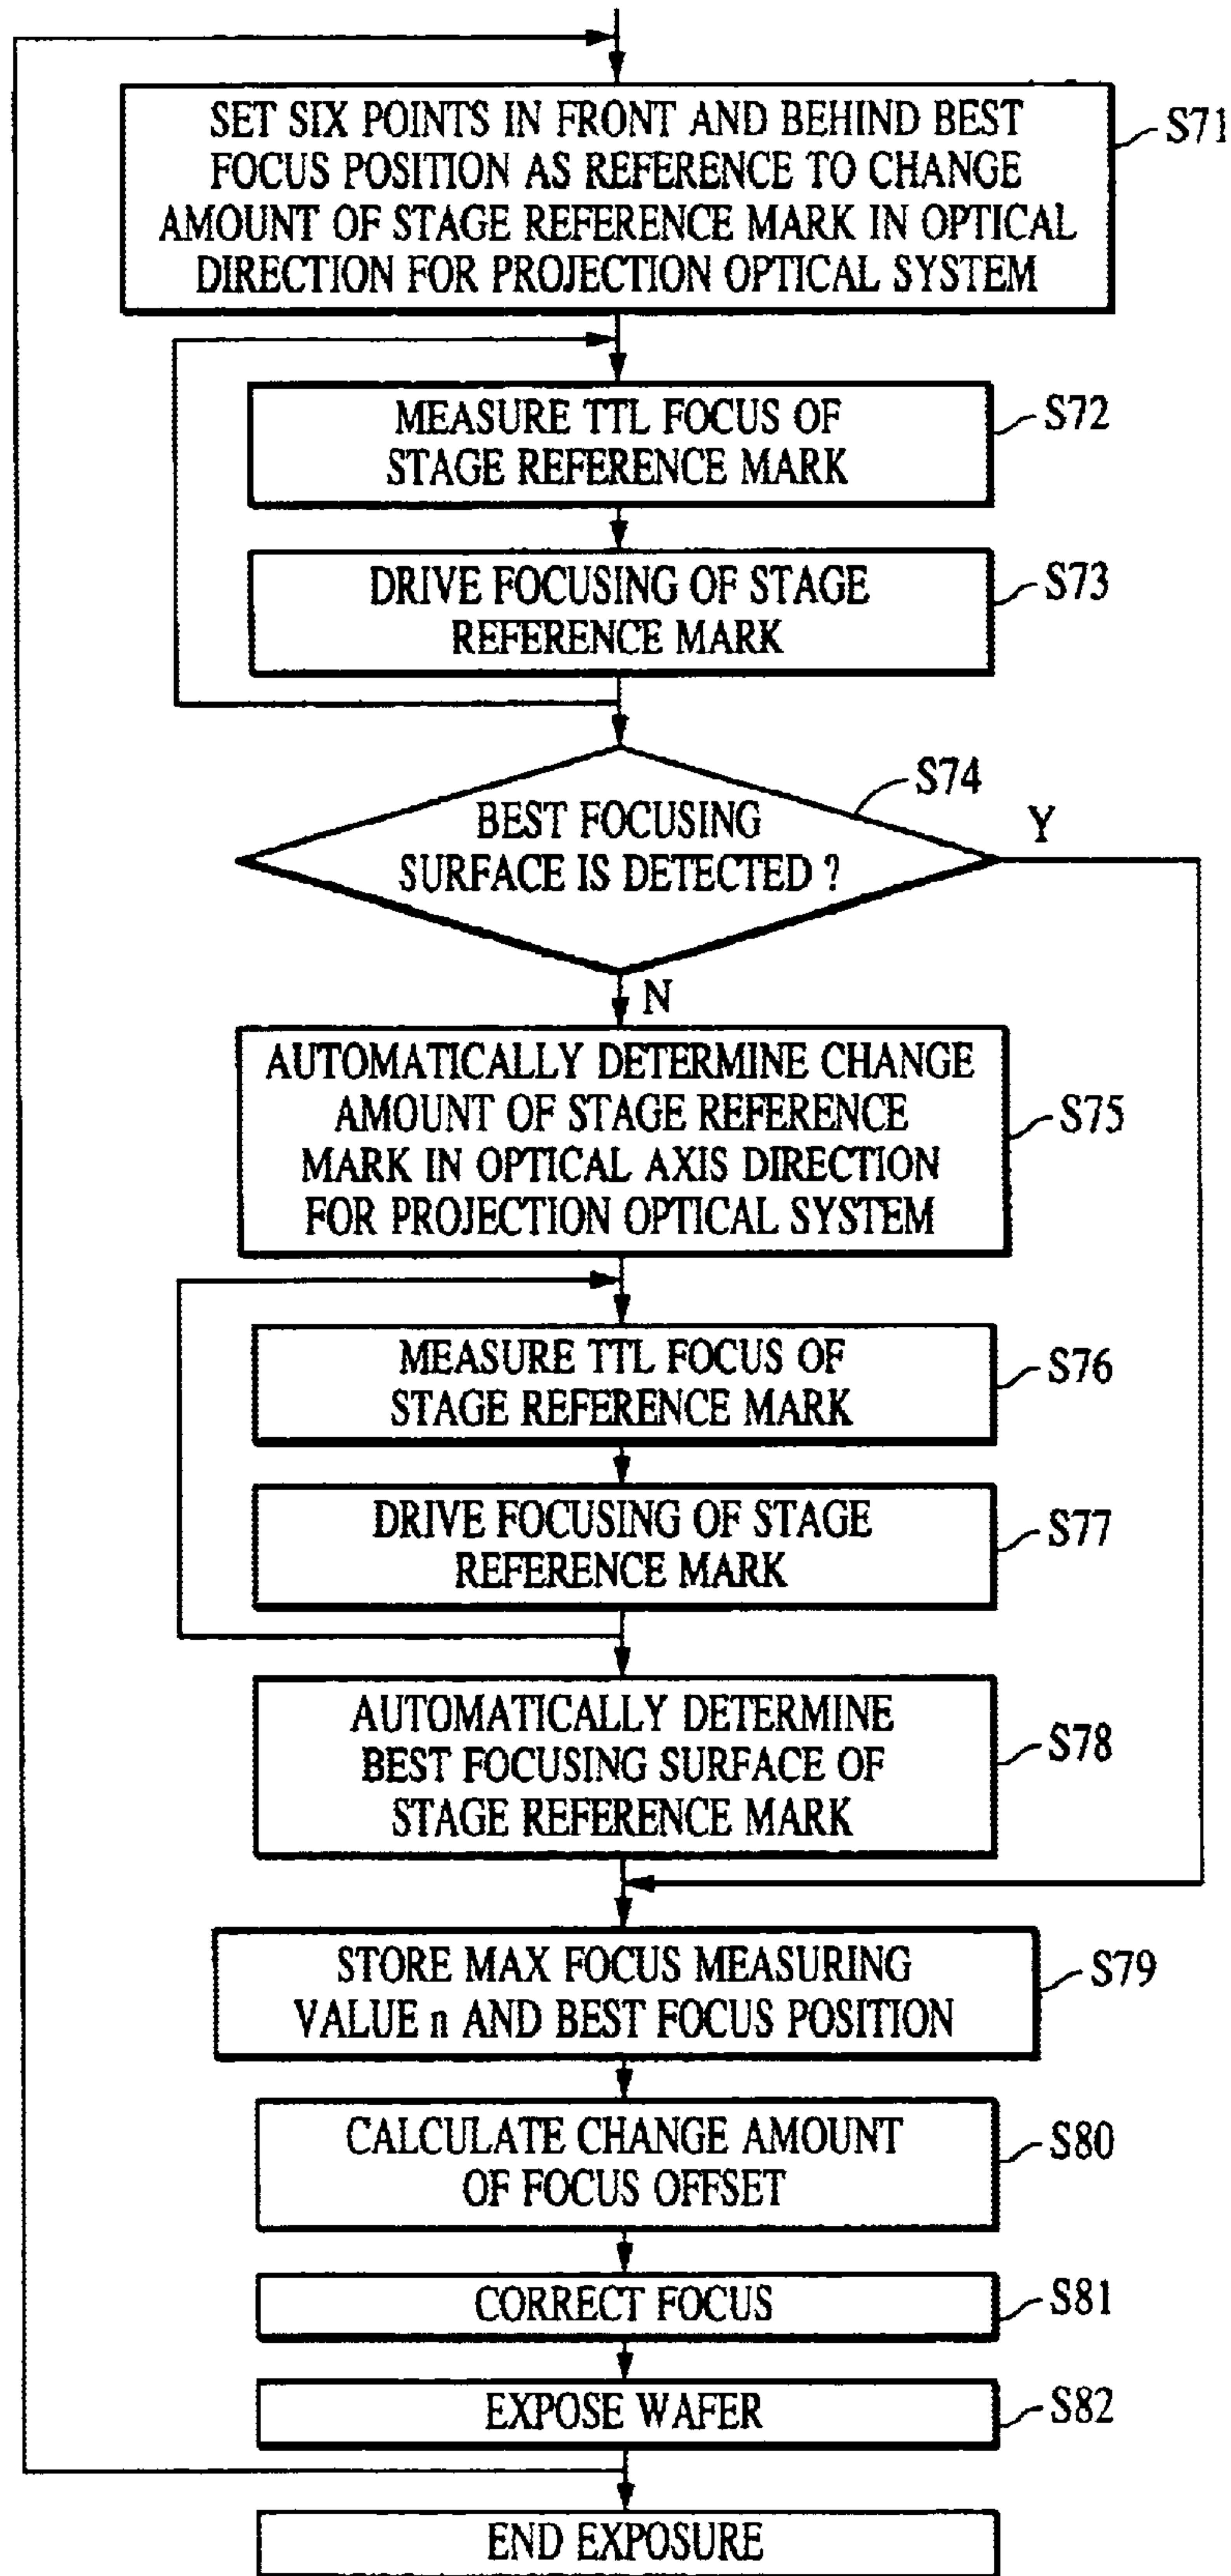 SET SIX POINTS IN FRONT AND BEHIND BEST
FOCUS POSITION AS REFERENCE TO CHANGE
AMOUNT OF STAGE REFERENCE MARK IN OPTICAL
DIRECTION FOR PROJECTION OPTICAL SYSTEM
S71
MEASURE TTL FOCUS OF
STAGE REFERENCE MARK
S72
DRIVE FOCUSING OF STAGE
REFERENCE MARK
S73
S74
BEST FOCUSING
SURFACE IS DETECTED ?
Y
N
AUTOMATICALLY DETERMINE CHANGE
AMOUNT OF STAGE REFERENCE
MARK IN OPTICAL AXIS DIRECTION
FOR PROJECTION OPTICAL SYSTEM
S75
MEASURE TTL FOCUS OF
STAGE REFERENCE MARK
S76
DRIVE FOCUSING OF STAGE
REFERENCE MARK
S77
AUTOMATICALLY DETERMINE
BEST FOCUSING SURFACE OF
STAGE REFERENCE MARK
S78
STORE MAX FOCUS MEASURING
VALUE n AND BEST FOCUS POSITION
S79
CALCULATE CHANGE AMOUNT
OF FOCUS OFFSET
S80
CORRECT FOCUS
S81
EXPOSE WAFER
S82
END EXPOSURE